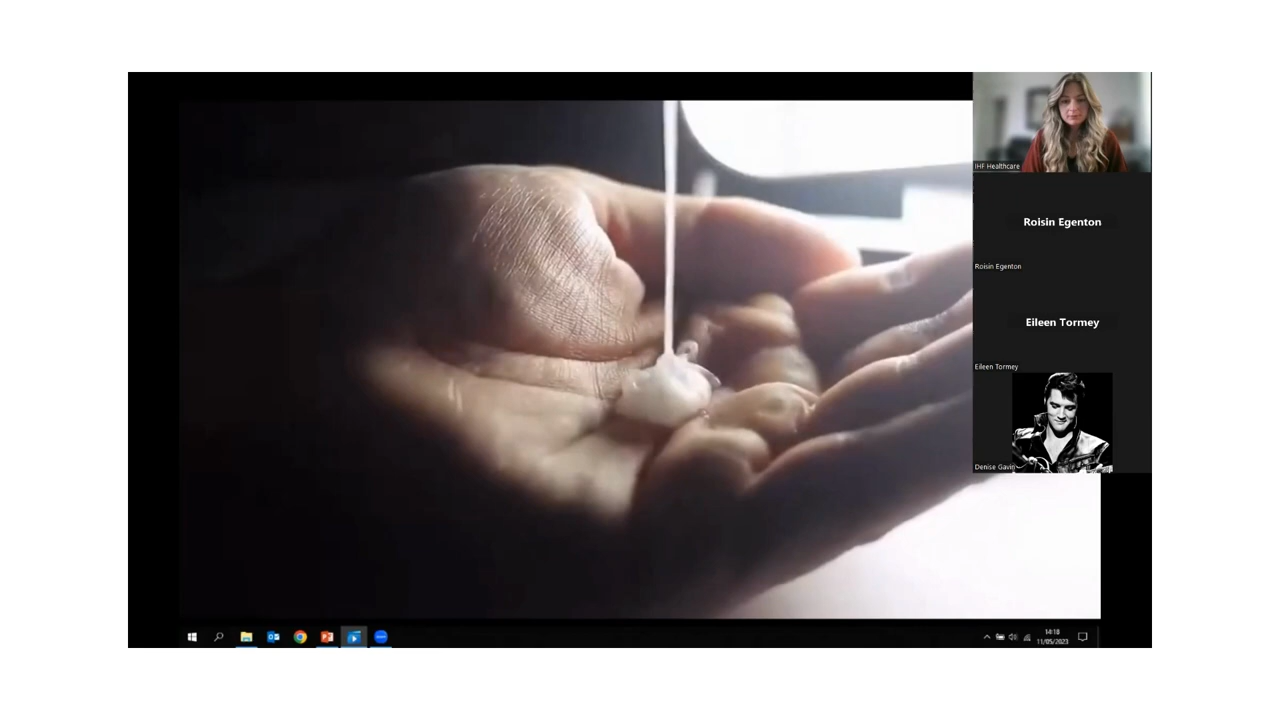 IHF Healthcare
Roisin Egenton
Roisin Egenton
Eileen Tormey
Eileen Tormey
Denise Gavin
14:18
11/05/2023